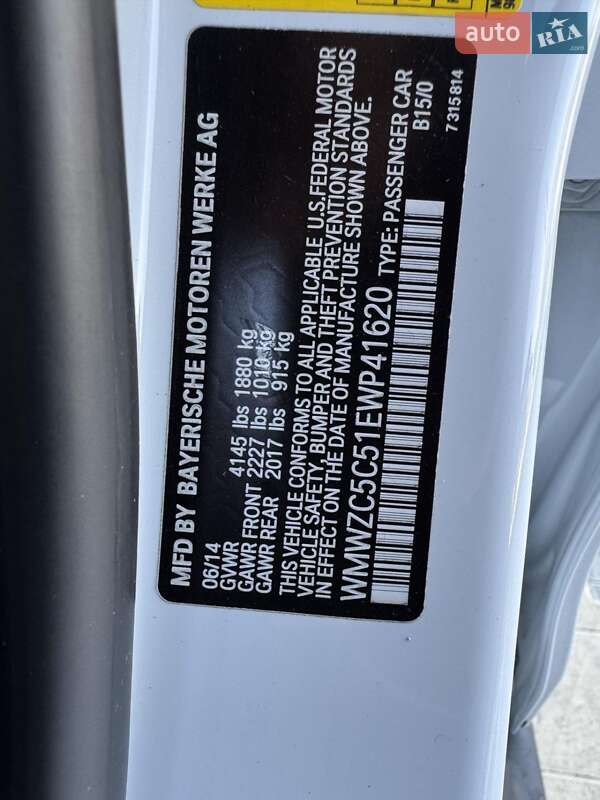 MFD BY BAYERISCHE MOTOREN WERKE AG
06/14
GVWR 4145 lbs 1880 kg
GAWR FRONT 2227 lbs 1010 kg
GAWR REAR 2017 lbs 915 kg
THIS VEHICLE CONFORMS TO ALL APPLICABLE U.S.FEDERAL MOTOR
VEHICLE SAFETY, BUMPER AND THEFT PREVENTION STANDARDS
IN EFFECT ON THE DATE OF MANUFACTURE SHOWN ABOVE.
WMWZC5C51EWP41620 TYPE: PASSENGER CAR
B15/0
7 315 814
auto RIA .com